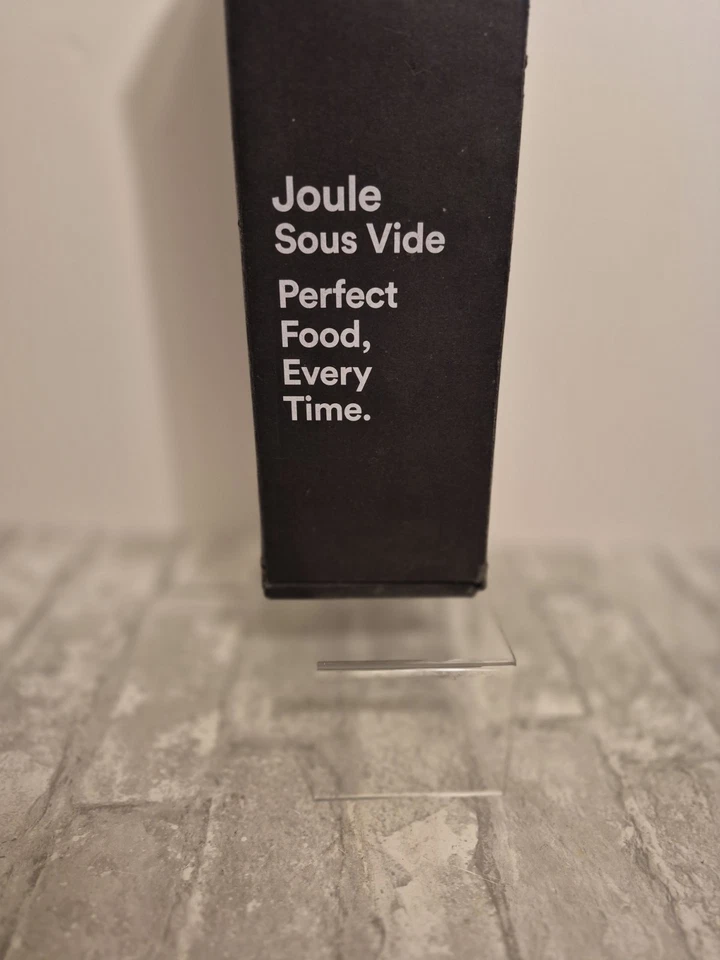 Joule
Sous Vide
Perfect
Food,
Every
Time.